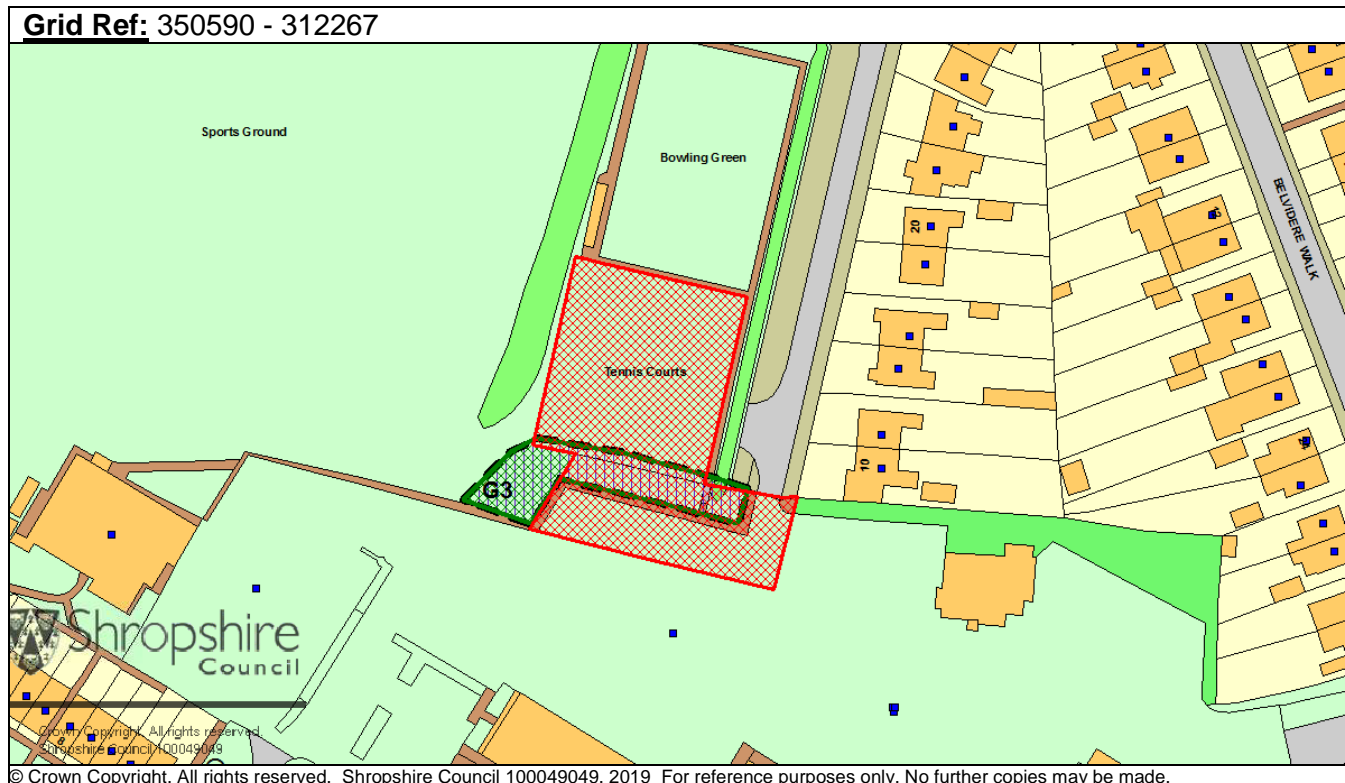 Grid Ref: 350590 - 312267
Sports Ground
Bowling Green
BELVIDERE WALK
12
20
Tennis Courts
10
G3
Shropshire
Council
Crown Copyright. All rights reserved.
Shropshire Council 100049049
© Crown Copyright. All rights reserved. Shropshire Council 100049049. 2019 For reference purposes only. No further copies may be made.